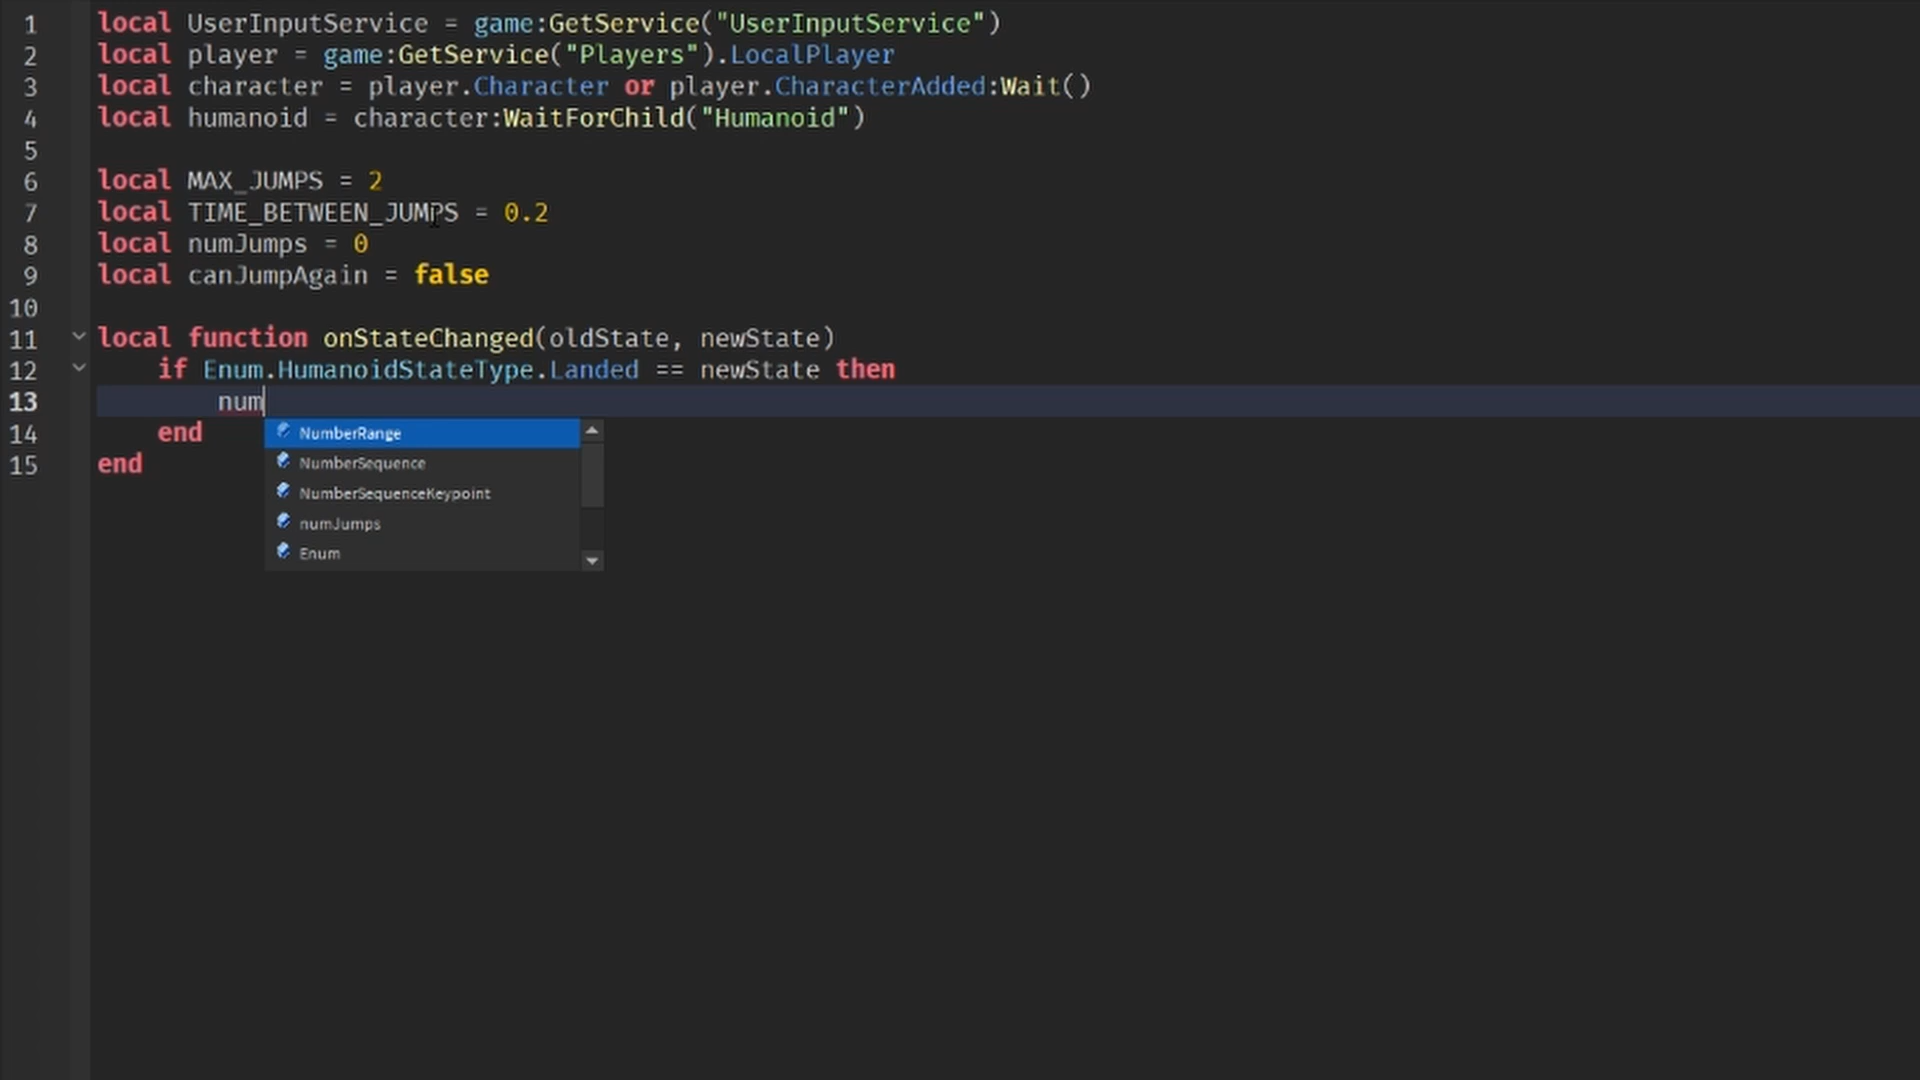 1 local UserInputService = game:GetService("UserInputService")
2 local player = game:GetService("Players").LocalPlayer
3 local character = player.Character or player.CharacterAdded:Wait()
4 local humanoid = character:WaitForChild("Humanoid")
5
6 local MAX_JUMPS = 2
7 local TIME_BETWEEN_JUMPS = 0.2
8 local numJumps = 0
9 local canJumpAgain = false
10
11 local function onStateChanged(oldState, newState)
12 if Enum.HumanoidStateType.Landed == newState then
13 num
NumberRange
14 end
NumberSequence
15 end
NumberSequenceKeypoint
numJumps
Enum